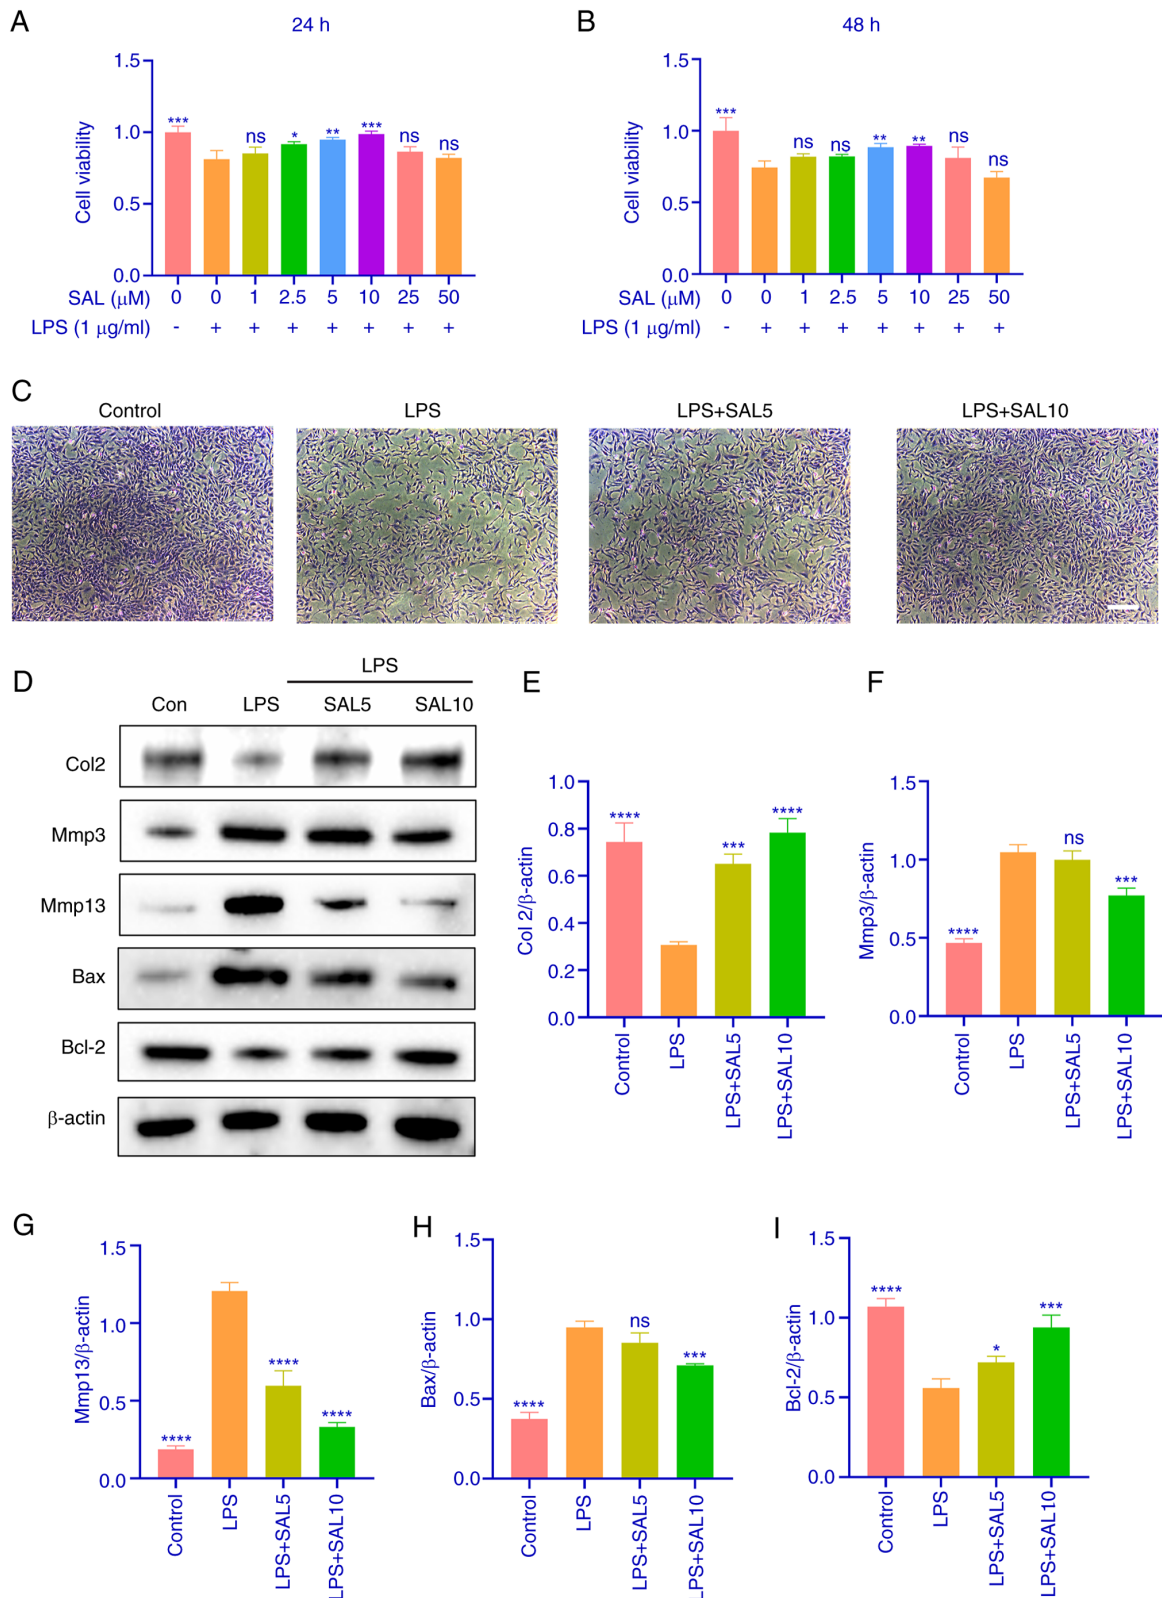 A
24 h
Cell viability
1.5
1.0
0.5
0.0
*** ns * ** *** ns ns
SAL (μM) 0 0 1 2.5 5 10 25 50
LPS (1 μg/ml) - + + + + + + +
B
48 h
Cell viability
1.5
1.0
0.5
0.0
*** ns ns ** ** ns ns
SAL (μM) 0 0 1 2.5 5 10 25 50
LPS (1 μg/ml) - + + + + + + +
C
Control LPS LPS+SAL5 LPS+SAL10
D
LPS
Con LPS SAL5 SAL10
Col2
Mmp3
Mmp13
Bax
Bcl-2
β-actin
E
Col 2/β-actin
1.0
0.8
0.6
0.4
0.2
0.0
**** *** ****
Control LPS LPS+SAL5 LPS+SAL10
F
Mmp3/β-actin
1.5
1.0
0.5
0.0
**** ns ***
Control LPS LPS+SAL5 LPS+SAL10
G
Mmp13/β-actin
1.5
1.0
0.5
0.0
**** **** ****
Control LPS LPS+SAL5 LPS+SAL10
H
Bax/β-actin
1.5
1.0
0.5
0.0
**** ns ***
Control LPS LPS+SAL5 LPS+SAL10
I
Bcl-2/β-actin
1.5
1.0
0.5
0.0
**** * ***
Control LPS LPS+SAL5 LPS+SAL10